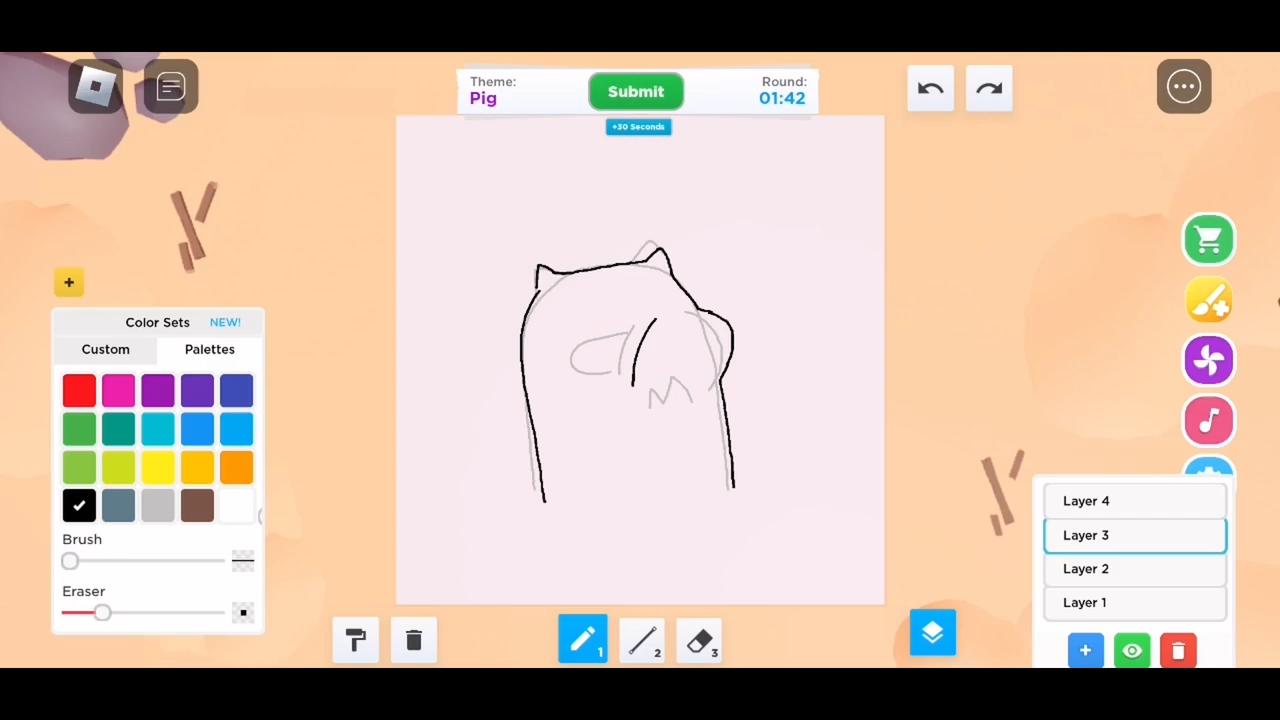 Theme:
Pig
Submit
Round:
01:42
+30 Seconds
+
Color Sets NEW!
Custom
Palettes
Brush
Eraser
1
2
3
Layer 4
Layer 3
Layer 2
Layer 1
+